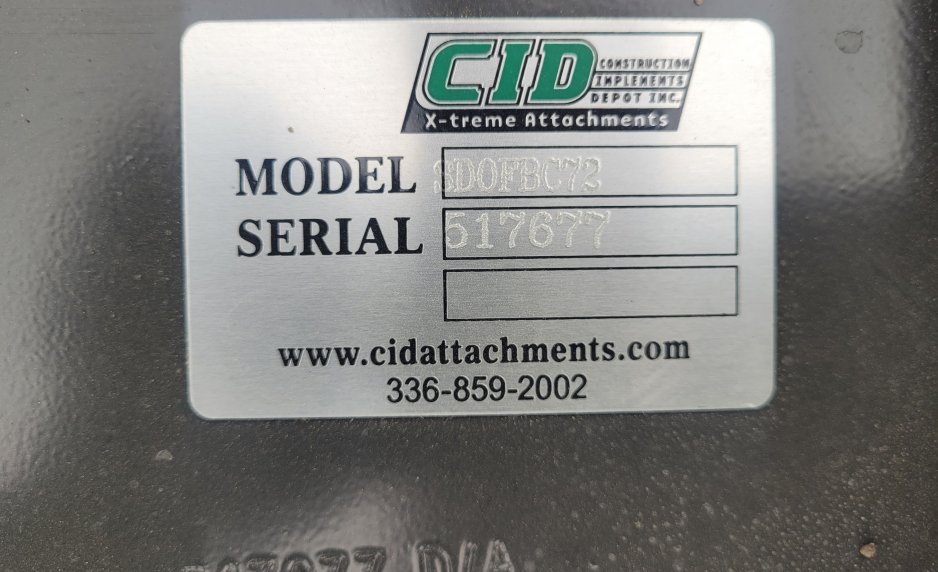 CID CONSTRUCTION
IMPLEMENTS
DEPOT INC.
X-treme Attachments
MODEL SDOFBC72
SERIAL 517677
www.cidattachments.com
336-859-2002